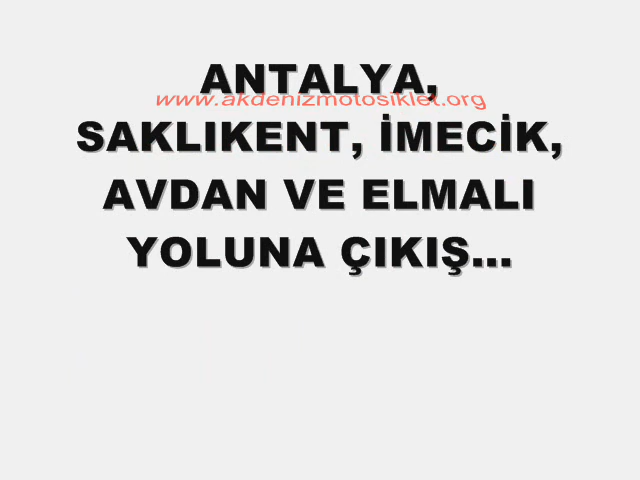 ANTALYA,
www.akdenizmotosiklet.org
SAKLIKENT, İMECİK,
AVDAN VE ELMALI
YOLUNA ÇIKIŞ...